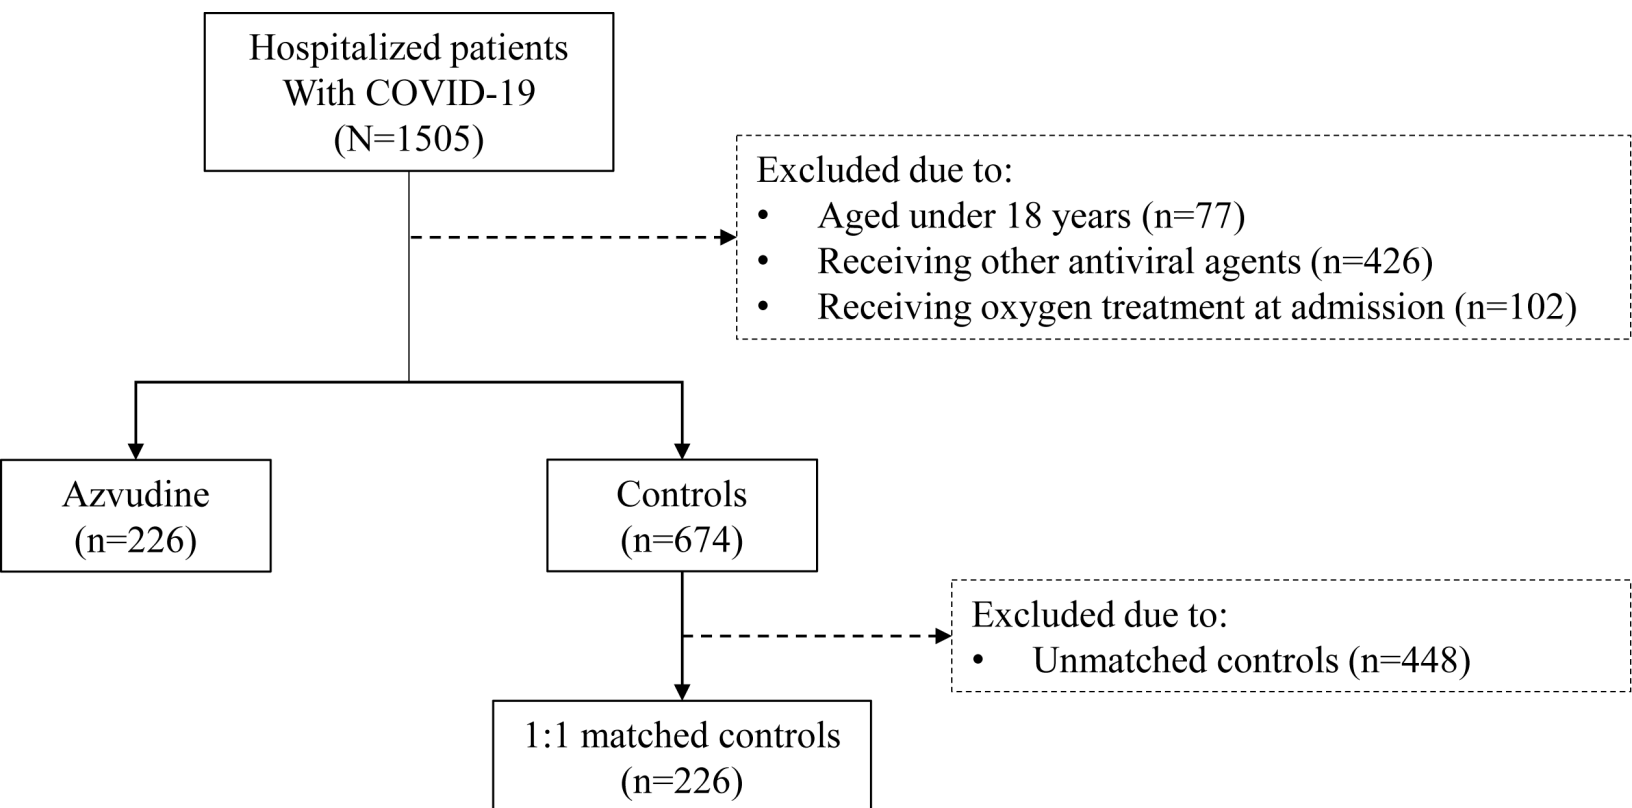 Hospitalized patients
With COVID-19
(N=1505)
Excluded due to:
• Aged under 18 years (n=77)
• Receiving other antiviral agents (n=426)
• Receiving oxygen treatment at admission (n=102)
Azvudine
(n=226)
Controls
(n=674)
Excluded due to:
• Unmatched controls (n=448)
1:1 matched controls
(n=226)